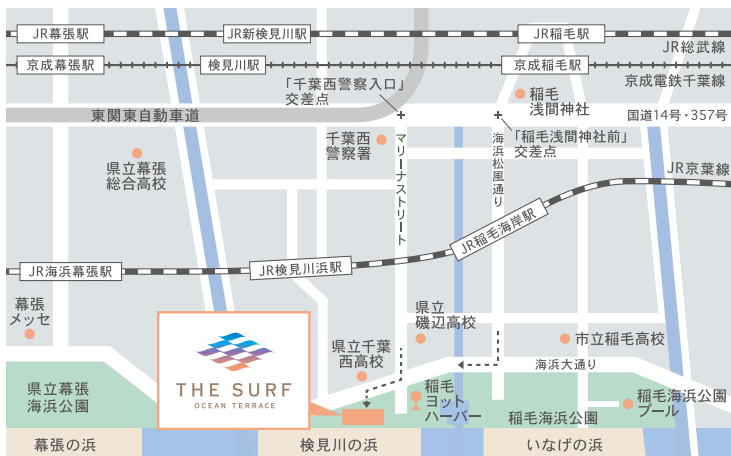 JR幕張駅
JR新検見川駅
JR稲毛駅
JR総武線
京成幕張駅
検見川駅
京成稲毛駅
京成電鉄千葉線
「千葉西警察入口」
交差点
稲毛
浅間神社
東関東自動車道
国道14号・357号
千葉西
警察署
マリーナストリート
海浜松風通り
「稲毛浅間神社前」
交差点
県立幕張
総合高校
JR京葉線
JR稲毛海岸駅
JR海浜幕張駅
JR検見川浜駅
幕張
メッセ
県立
磯辺高校
県立千葉
西高校
市立稲毛高校
海浜大通り
THE SURF
OCEAN TERRACE
県立幕張
海浜公園
稲毛
ヨット
ハーバー
稲毛海浜公園
稲毛海浜公園
プール
幕張の浜
検見川の浜
いなげの浜